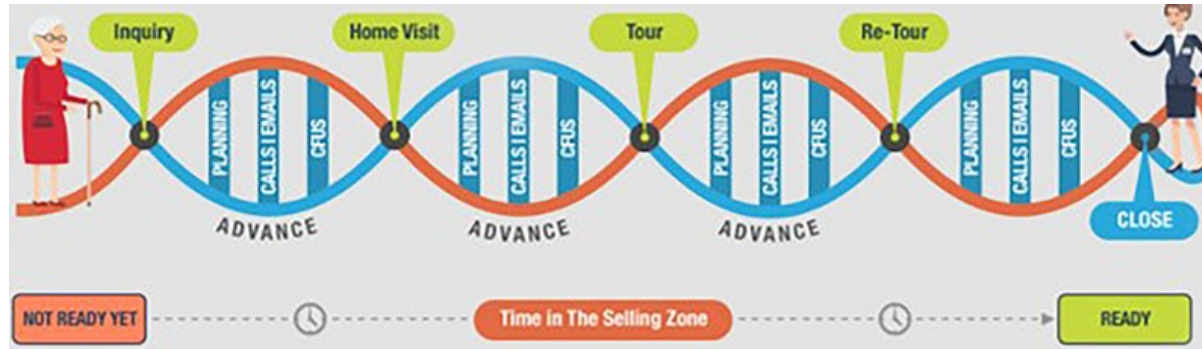 Inquiry
Home Visit
Tour
Re-Tour
PLANNING
CALLS | EMAILS
CFUS
PLANNING
CALLS | EMAILS
CFUS
PLANNING
CALLS | EMAILS
CFUS
PLANNING
CALLS | EMAILS
CFUS
ADVANCE
ADVANCE
ADVANCE
CLOSE
NOT READY YET
Time in The Selling Zone
READY